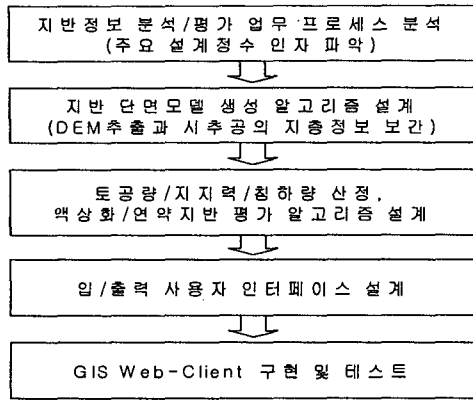 지반정보 분석/평가 업무 프로세스 분석
(주요 설계정수 인자 파악)
지반 단면모델 생성 알고리즘 설계
(DEM추출과 시추공의 지층정보 보간)
토공량/지지력/침하량 산정,
액상화/연약지반 평가 알고리즘 설계
입/출력 사용자 인터페이스 설계
GIS Web-Client 구현 및 테스트